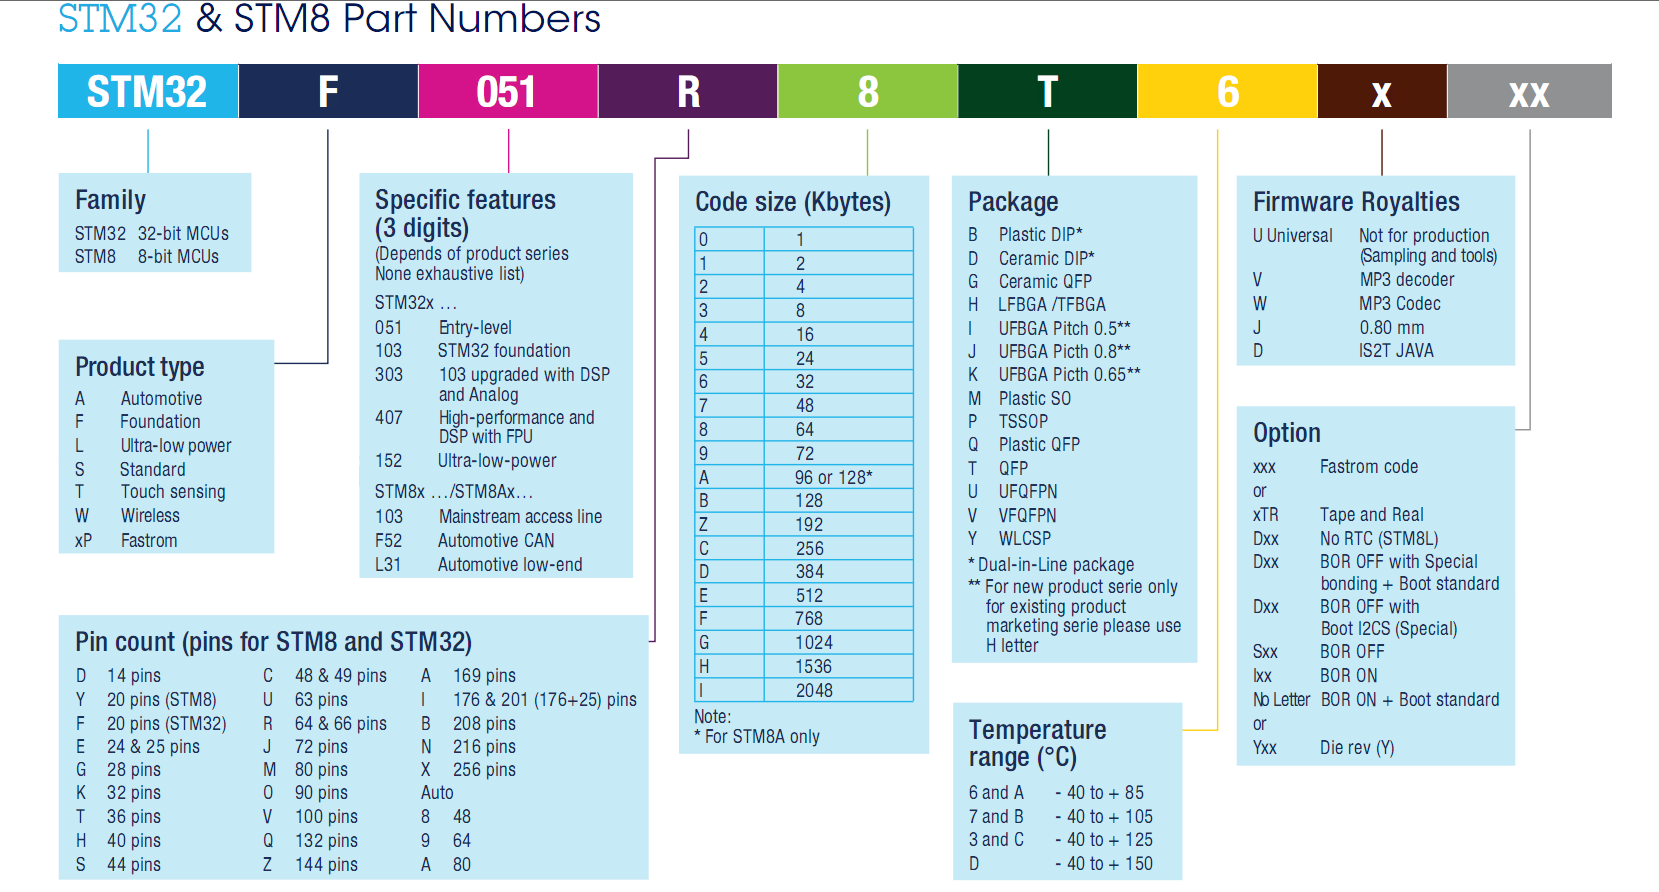 STM32 & STM8 Part Numbers
STM32 F 051 R 8 T 6 x xx
Family
STM32 32-bit MCUs
STM8 8-bit MCUs
Product type
A Automotive
F Foundation
L Ultra-low power
S Standard
T Touch sensing
W Wireless
xP Fastrom
Specific features
(3 digits)
(Depends of product series
None exhaustive list)
STM32x ...
051 Entry-level
103 STM32 foundation
303 103 upgraded with DSP
and Analog
407 High-performance and
DSP with FPU
152 Ultra-low-power
STM8x .../STM8Ax...
103 Mainstream access line
F52 Automotive CAN
L31 Automotive low-end
Pin count (pins for STM8 and STM32)
D 14 pins C 48 & 49 pins A 169 pins
Y 20 pins (STM8) U 63 pins I 176 & 201 (176+25) pins
F 20 pins (STM32) R 64 & 66 pins B 208 pins
E 24 & 25 pins J 72 pins N 216 pins
G 28 pins M 80 pins X 256 pins
K 32 pins O 90 pins Auto
T 36 pins V 100 pins 8 48
H 40 pins Q 132 pins 9 64
S 44 pins Z 144 pins A 80
Code size (Kbytes)
0 1
1 2
2 4
3 8
4 16
5 24
6 32
7 48
8 64
9 72
A 96 or 128*
B 128
Z 192
C 256
D 384
E 512
F 768
G 1024
H 1536
I 2048
Note:
* For STM8A only
Package
B Plastic DIP*
D Ceramic DIP*
G Ceramic QFP
H LFBGA /TFBGA
I UFBGA Pitch 0.5**
J UFBGA Picth 0.8**
K UFBGA Picth 0.65**
M Plastic SO
P TSSOP
Q Plastic QFP
T QFP
U UFQFPN
V VFQFPN
Y WLCSP
* Dual-in-Line package
** For new product serie only
for existing product
marketing serie please use
H letter
Temperature
range (°C)
6 and A - 40 to + 85
7 and B - 40 to + 105
3 and C - 40 to + 125
D - 40 to + 150
Firmware Royalties
U Universal Not for production
(Sampling and tools)
V MP3 decoder
W MP3 Codec
J 0.80 mm
D IS2T JAVA
Option
xxx Fastrom code
or
xTR Tape and Real
Dxx No RTC (STM8L)
Dxx BOR OFF with Special
bonding + Boot standard
Dxx BOR OFF with
Boot I2CS (Special)
Sxx BOR OFF
Ixx BOR ON
No Letter BOR ON + Boot standard
or
Yxx Die rev (Y)